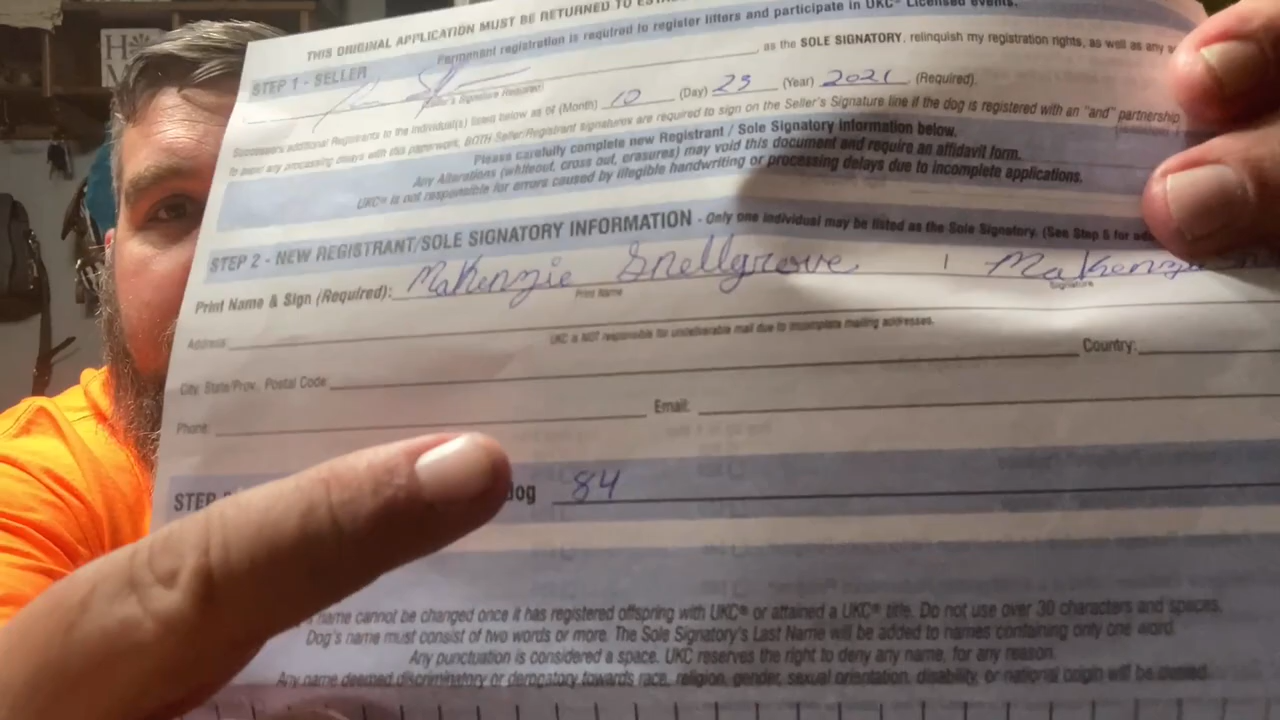 THIS ORIGINAL APPLICATION MUST BE RETURNED TO
Permanent registration is required to register litters and participate in UKC® Licensed events.
STEP 1 - SELLER
as the SOLE SIGNATORY, relinquish my registration rights, as well as any
(Seller's Signature Required)
additional Registrants to the individual(s) listed below as of (Month) 10 (Day) 23 (Year) 2021 (Required).
To avoid any processing delays with this paperwork, BOTH Seller/Registrant signatures are required to sign on the Seller's Signature line if the dog is registered with an "and" partnership
Please carefully complete new Registrant / Sole Signatory information below.
Any Alterations (whiteout, cross out, erasures) may void this document and require an affidavit form.
UKC® is not responsible for errors caused by illegible handwriting or processing delays due to incomplete applications.
STEP 2 - NEW REGISTRANT/SOLE SIGNATORY INFORMATION - Only one individual may be listed as the Sole Signatory. (See Step 5 for
Print Name & Sign (Required): MaKenzie Snellgrove MaKenzie
Print Name Signature
Address: UKC is NOT responsible for undeliverable mail due to incomplete mailing addresses.
City, State/Prov., Postal Code: Country:
Phone: Email:
STEP dog 84
name cannot be changed once it has registered offspring with UKC® or attained a UKC® title. Do not use over 30 characters and spaces.
Dog's name must consist of two words or more. The Sole Signatory's Last Name will be added to names containing only one word.
Any punctuation is considered a space. UKC reserves the right to deny any name, for any reason.
Any name deemed discriminatory or derogatory towards race, religion, gender, sexual orientation, disability, or national origin will be denied.